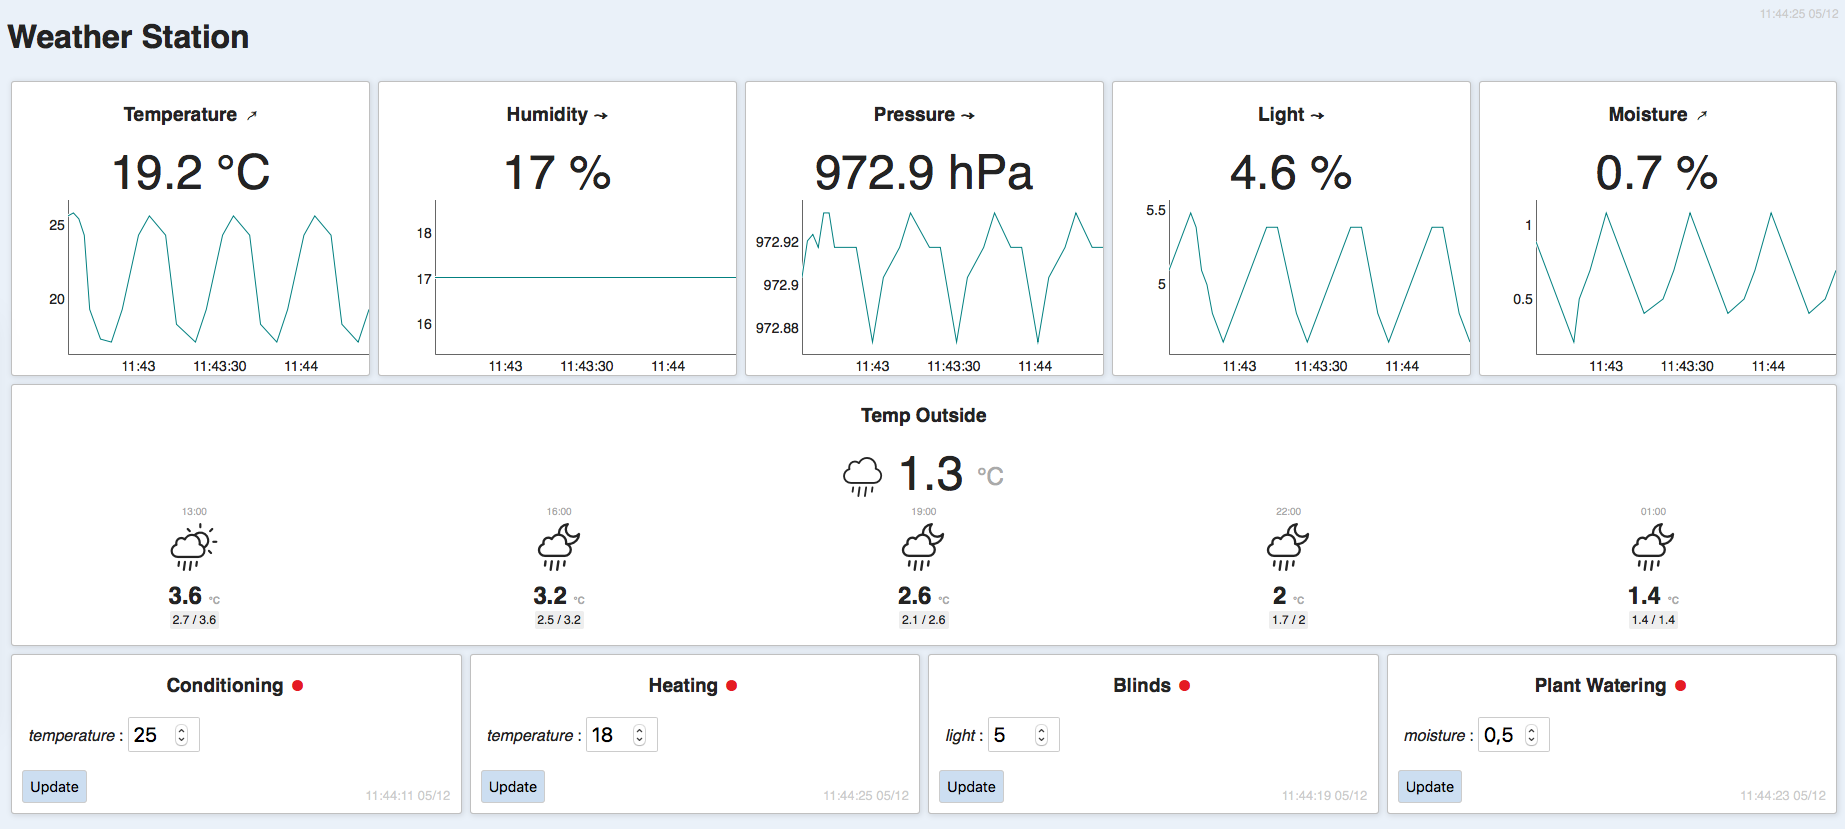 11:44:25 05/12
Weather Station
Temperature ➚
19.2 °C
25
20
11:43 11:43:30 11:44
Humidity ➙
17 %
18
17
16
11:43 11:43:30 11:44
Pressure ➙
972.9 hPa
972.92
972.9
972.88
11:43 11:43:30 11:44
Light ➙
4.6 %
5.5
5
11:43 11:43:30 11:44
Moisture ➚
0.7 %
1
0.5
11:43 11:43:30 11:44
Temp Outside
1.3 °C
13:00
3.6 °C
2.7 / 3.6
16:00
3.2 °C
2.5 / 3.2
19:00
2.6 °C
2.1 / 2.6
22:00
2 °C
1.7 / 2
01:00
1.4 °C
1.4 / 1.4
Conditioning
temperature : 25
Update
11:44:11 05/12
Heating
temperature : 18
Update
11:44:25 05/12
Blinds
light : 5
Update
11:44:19 05/12
Plant Watering
moisture : 0,5
Update
11:44:23 05/12